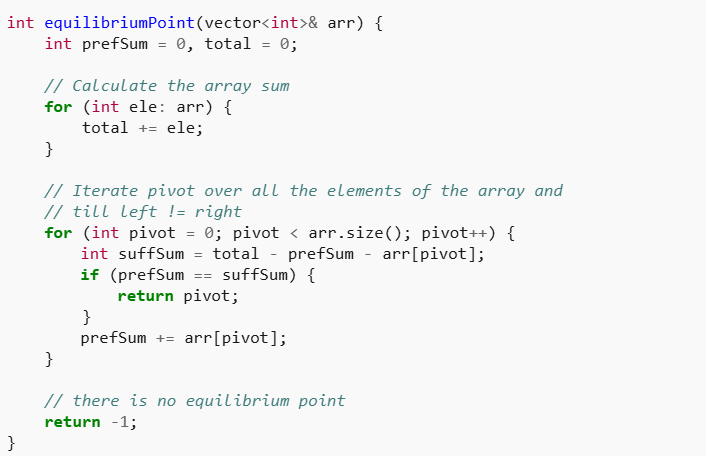 int equilibriumPoint(vector<int>& arr) {
    int prefSum = 0, total = 0;

    // Calculate the array sum
    for (int ele: arr) {
        total += ele;
    }

    // Iterate pivot over all the elements of the array and
    // till left != right
    for (int pivot = 0; pivot < arr.size(); pivot++) {
        int suffSum = total - prefSum - arr[pivot];
        if (prefSum == suffSum) {
            return pivot;
        }
        prefSum += arr[pivot];
    }

    // there is no equilibrium point
    return -1;
}